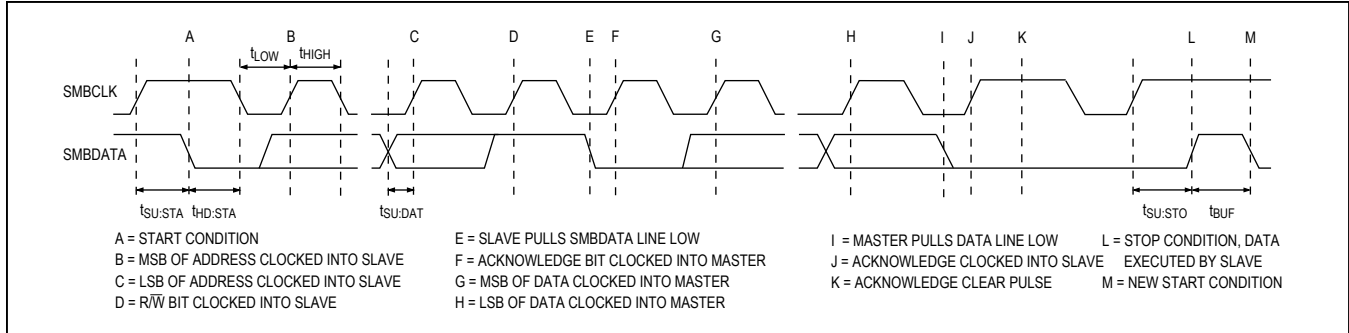 A B C D E F G H I J K L M
tLOW tHIGH
SMBCLK
SMBDATA
tSU:STA tHD:STA tSU:DAT tSU:STO tBUF
A = START CONDITION
B = MSB OF ADDRESS CLOCKED INTO SLAVE
C = LSB OF ADDRESS CLOCKED INTO SLAVE
D = R/W̅ BIT CLOCKED INTO SLAVE
E = SLAVE PULLS SMBDATA LINE LOW
F = ACKNOWLEDGE BIT CLOCKED INTO MASTER
G = MSB OF DATA CLOCKED INTO MASTER
H = LSB OF DATA CLOCKED INTO MASTER
I = MASTER PULLS DATA LINE LOW
J = ACKNOWLEDGE CLOCKED INTO SLAVE
K = ACKNOWLEDGE CLEAR PULSE
L = STOP CONDITION, DATA
EXECUTED BY SLAVE
M = NEW START CONDITION